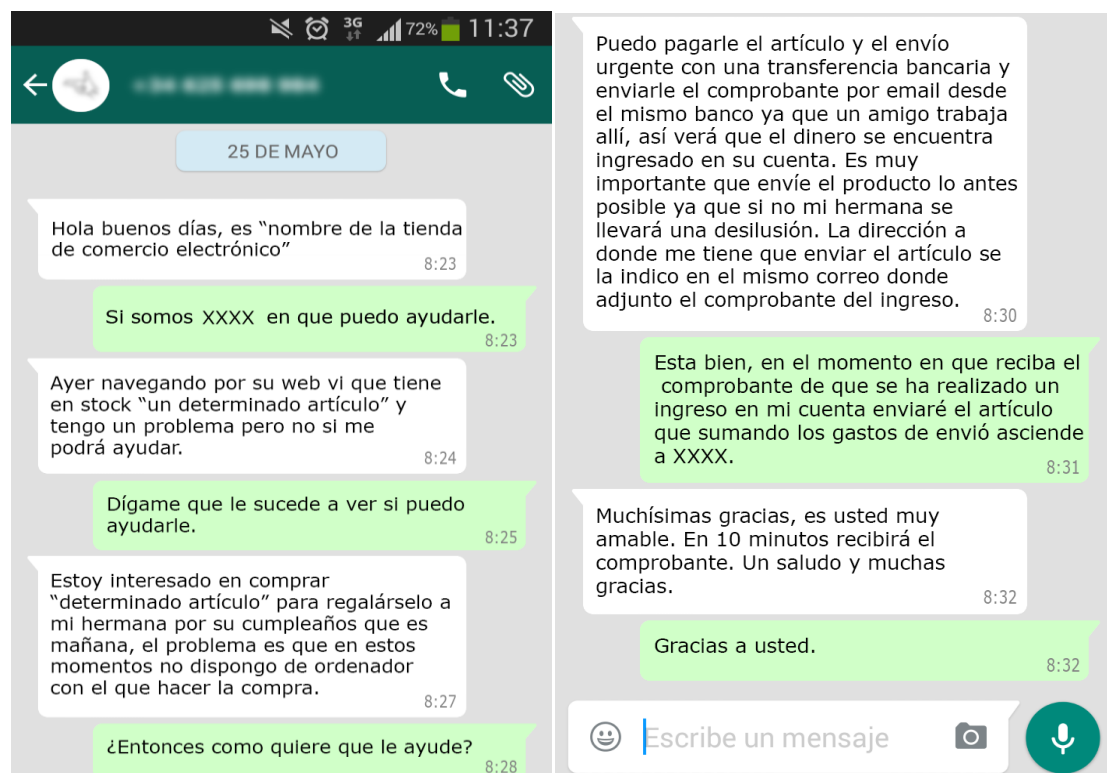 3G
72%
11:37
25 DE MAYO
Hola buenos días, es “nombre de la tienda
de comercio electrónico”
8:23
Si somos XXXX en que puedo ayudarle.
8:23
Ayer navegando por su web vi que tiene
en stock “un determinado artículo” y
tengo un problema pero no si me
podrá ayudar.
8:24
Dígame que le sucede a ver si puedo
ayudarle.
8:25
Estoy interesado en comprar
“determinado artículo” para regalárselo a
mi hermana por su cumpleaños que es
mañana, el problema es que en estos
momentos no dispongo de ordenador
con el que hacer la compra.
8:27
¿Entonces como quiere que le ayude?
8:28
Puedo pagarle el artículo y el envío
urgente con una transferencia bancaria y
enviarle el comprobante por email desde
el mismo banco ya que un amigo trabaja
allí, así verá que el dinero se encuentra
ingresado en su cuenta. Es muy
importante que envíe el producto lo antes
posible ya que si no mi hermana se
llevará una desilusión. La dirección a
donde me tiene que enviar el artículo se
la indico en el mismo correo donde
adjunto el comprobante del ingreso.
8:30
Esta bien, en el momento en que reciba el
comprobante de que se ha realizado un
ingreso en mi cuenta enviaré el artículo
que sumando los gastos de envió asciende
a XXXX.
8:31
Muchísimas gracias, es usted muy
amable. En 10 minutos recibirá el
comprobante. Un saludo y muchas
gracias.
8:32
Gracias a usted.
8:32
Escribe un mensaje